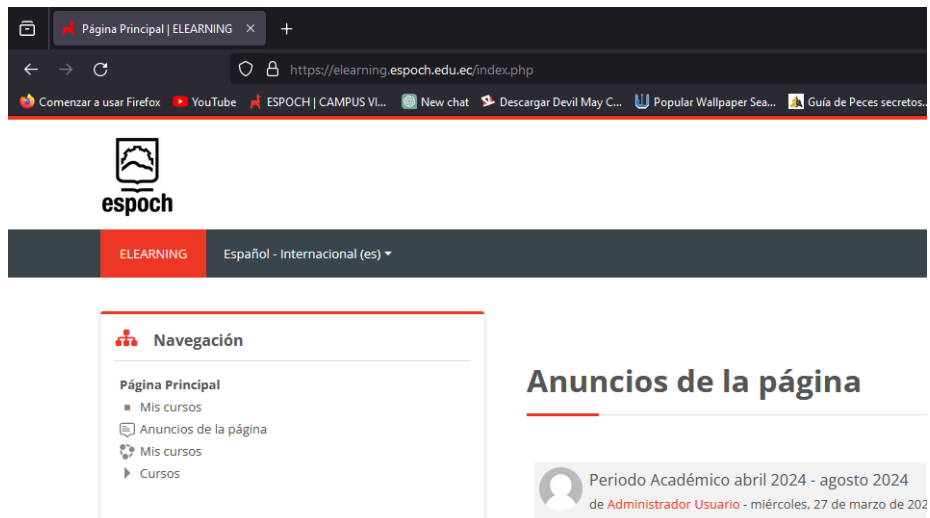 Página Principal | ELEARNING
https://elearning.espoch.edu.ec/index.php
Comenzar a usar Firefox YouTube ESPOCH | CAMPUS VI... New chat Descargar Devil May C... Popular Wallpaper Sea... Guía de Peces secretos...
espoch
ELEARNING Español - Internacional (es)
Navegación
Página Principal
Mis cursos
Anuncios de la página
Mis cursos
Cursos
Anuncios de la página
Periodo Académico abril 2024 - agosto 2024
de Administrador Usuario - miércoles, 27 de marzo de 202